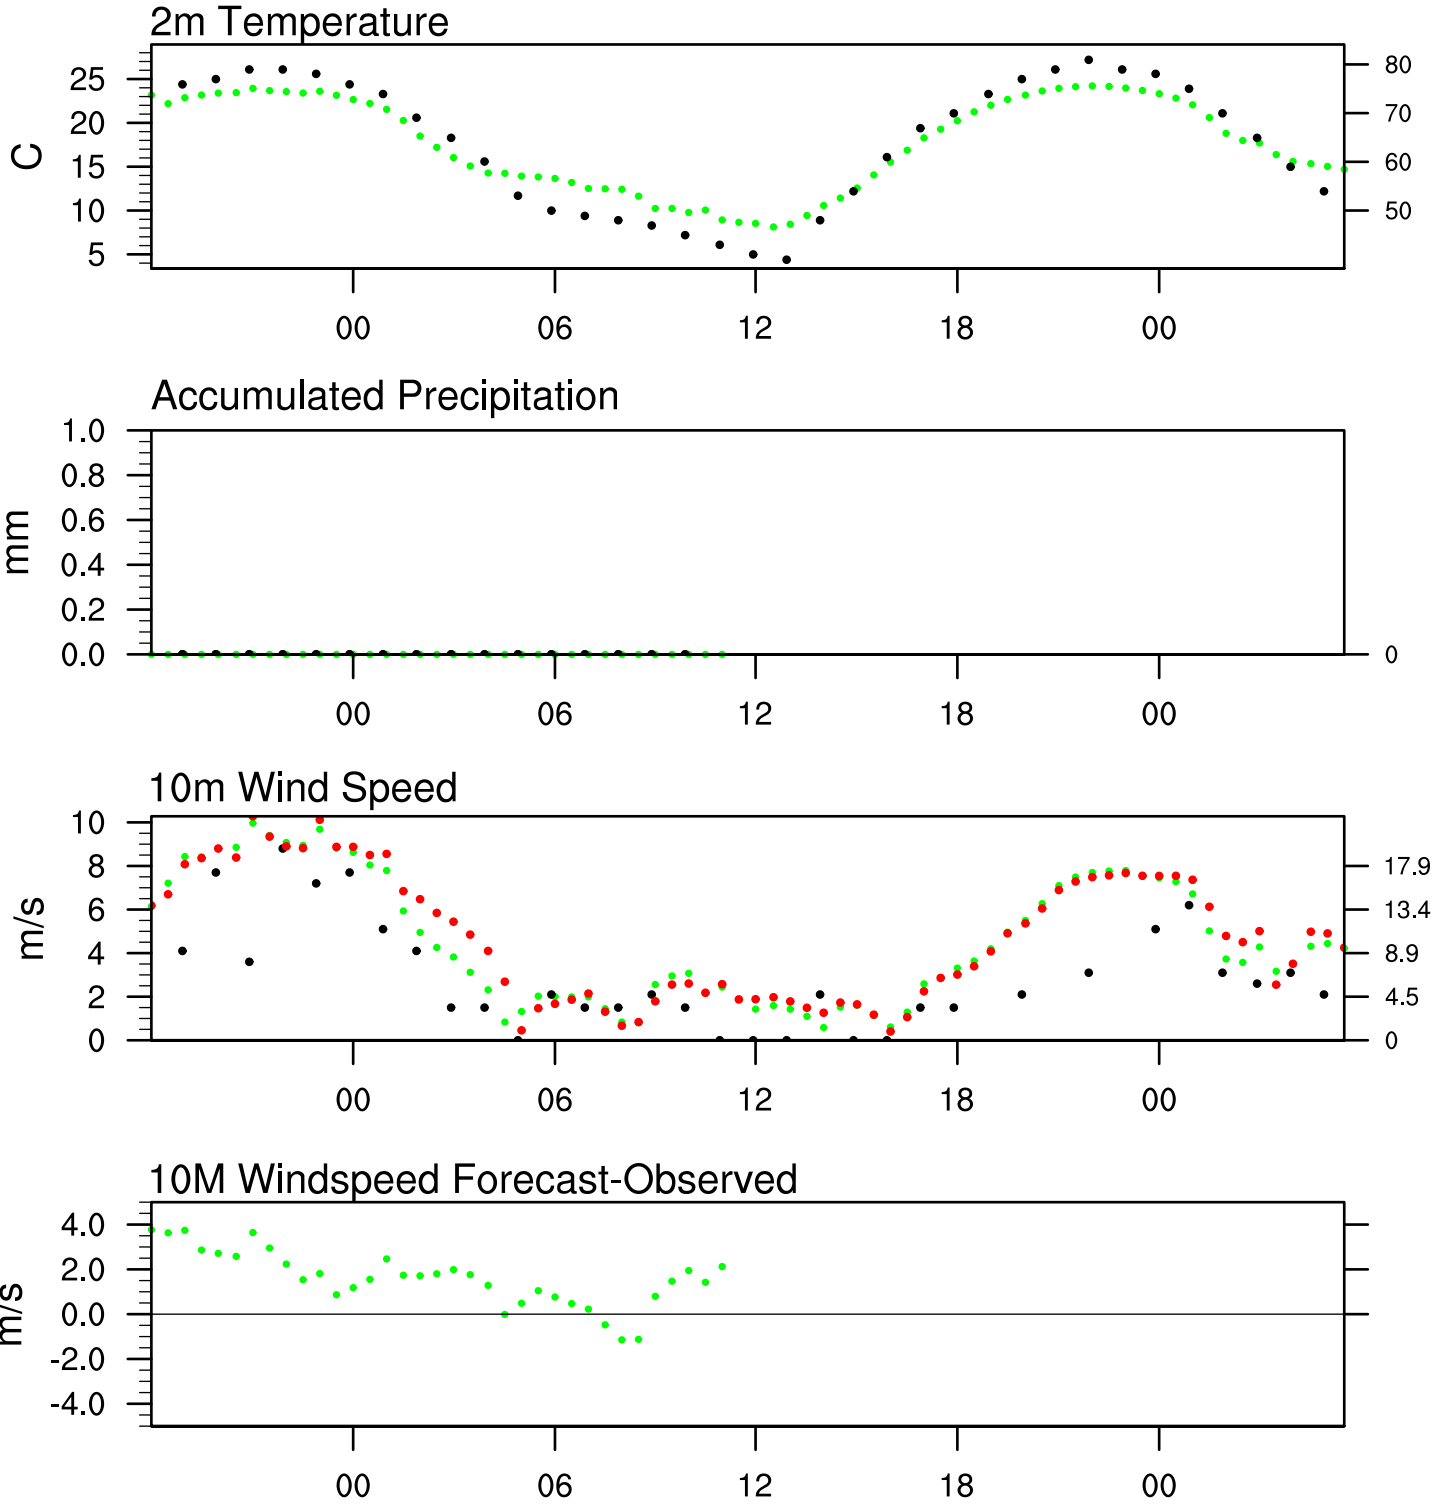 2m Temperature
25
20
15
10
5
C
80
70
60
50
00 06 12 18 00
Accumulated Precipitation
1.0
0.8
0.6
0.4
0.2
0.0
mm
0
00 06 12 18 00
10m Wind Speed
10
8
6
4
2
0
m/s
17.9
13.4
8.9
4.5
0
00 06 12 18 00
10M Windspeed Forecast-Observed
4.0
2.0
0.0
-2.0
-4.0
m/s
00 06 12 18 00